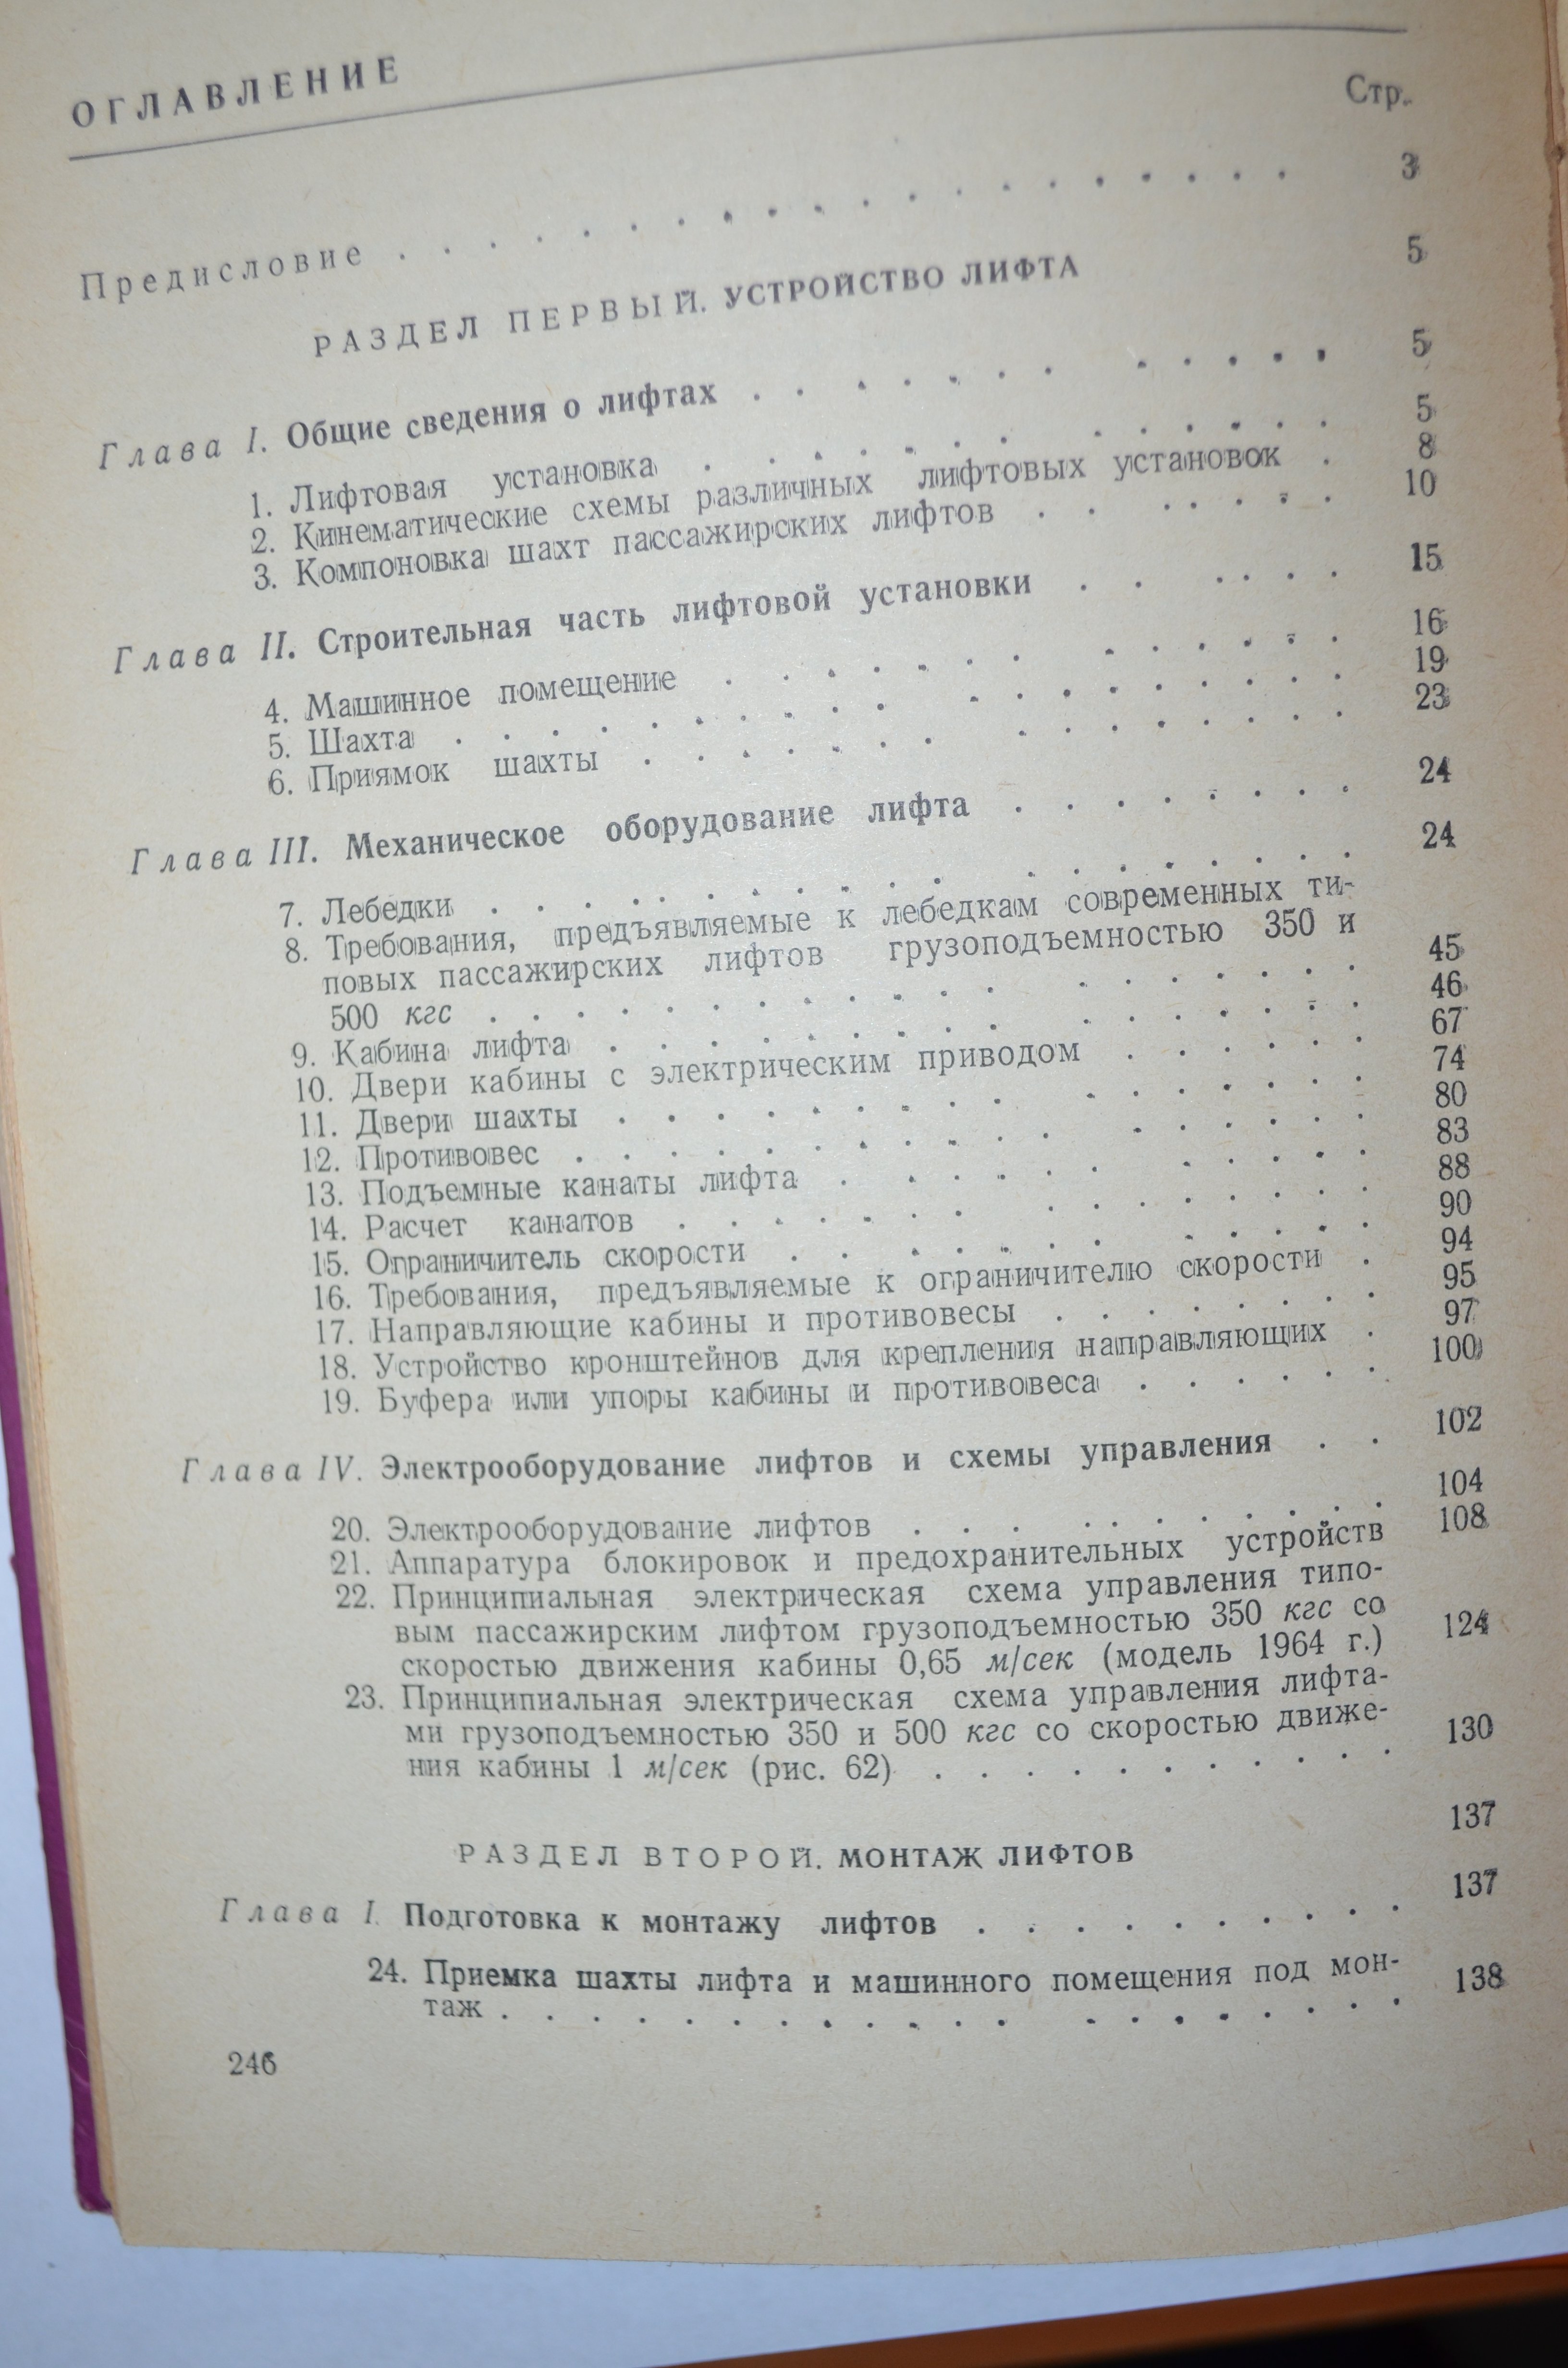 ОГЛАВЛЕНИЕ
Стр.
Предисловие . . . . . . . . . . . . . . . . . . . . 3
РАЗДЕЛ ПЕРВЫЙ. УСТРОЙСТВО ЛИФТА 5
Глава I. Общие сведения о лифтах . . . . . . . . . . . . 5
1. Лифтовая установка . . . . . . . . . . . . . 5
2. Кинематические схемы различных лифтовых установок . 8
3. Компоновка шахт пассажирских лифтов . . . . . . . 10
Глава II. Строительная часть лифтовой установки . . . . . . 15
4. Машинное помещение . . . . . . . . . . . . . 16
5. Шахта . . . . . . . . . . . . . . . . . . . 19
6. Приямок шахты . . . . . . . . . . . . . . . 23
Глава III. Механическое оборудование лифта . . . . . . . . 24
7. Лебедки . . . . . . . . . . . . . . . . . . 24
8. Требования, предъявляемые к лебедкам современных ти-
повых пассажирских лифтов грузоподъемностью 350 и
500 кгс . . . . . . . . . . . . . . . . . . 45
9. Кабина лифта . . . . . . . . . . . . . . . . 46
10. Двери кабины с электрическим приводом . . . . . . 67
11. Двери шахты . . . . . . . . . . . . . . . . 74
12. Противовес . . . . . . . . . . . . . . . . 80
13. Подъемные канаты лифта . . . . . . . . . . . 83
14. Расчет канатов . . . . . . . . . . . . . . . 88
15. Ограничитель скорости . . . . . . . . . . . . 90
16. Требования, предъявляемые к ограничителю скорости . 94
17. Направляющие кабины и противовесы . . . . . . . . 95
18. Устройство кронштейнов для крепления направляющих . 97
19. Буфера или упоры кабины и противовеса . . . . . . 100
Глава IV. Электрооборудование лифтов и схемы управления . . 102
20. Электрооборудование лифтов . . . . . . . . . . 104
21. Аппаратура блокировок и предохранительных устройств 108
22. Принципиальная электрическая схема управления типо-
вым пассажирским лифтом грузоподъемностью 350 кгс со
скоростью движения кабины 0,65 м/сек (модель 1964 г.) 124
23. Принципиальная электрическая схема управления лифта-
ми грузоподъемностью 350 и 500 кгс со скоростью движе-
ния кабины 1 м/сек (рис. 62) . . . . . . . . . . 130
РАЗДЕЛ ВТОРОЙ. МОНТАЖ ЛИФТОВ 137
Глава I. Подготовка к монтажу лифтов . . . . . . . . . . 137
24. Приемка шахты лифта и машинного помещения под мон-
таж . . . . . . . . . . . . . . . . . . . 138
246